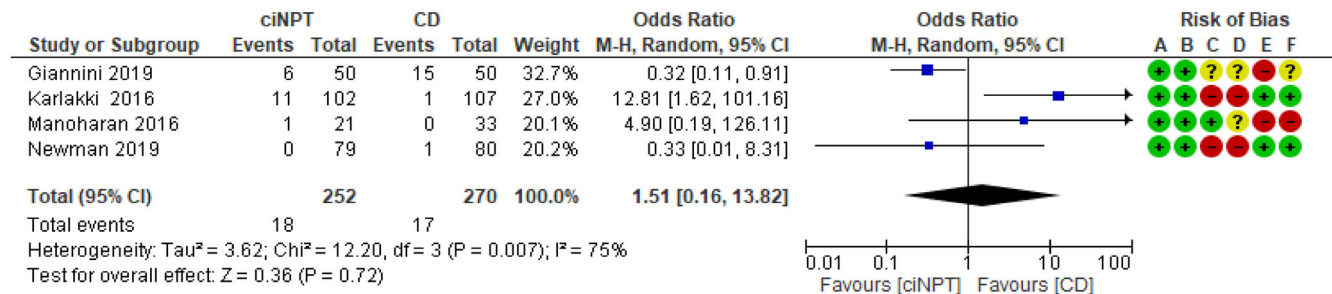 ciNPT CD Odds Ratio Odds Ratio Risk of Bias
Study or Subgroup Events Total Events Total Weight M-H, Random, 95% CI M-H, Random, 95% CI A B C D E F
Giannini 2019 6 50 15 50 32.7% 0.32 [0.11, 0.91] + + ? ? - ?
Karlakki 2016 11 102 1 107 27.0% 12.81 [1.62, 101.16] + + - - + +
Manoharan 2016 1 21 0 33 20.1% 4.90 [0.19, 126.11] + + + ? - -
Newman 2019 0 79 1 80 20.2% 0.33 [0.01, 8.31] + + - - + +
Total (95% CI) 252 270 100.0% 1.51 [0.16, 13.82]
Total events 18 17
Heterogeneity: Tau² = 3.62; Chi² = 12.20, df = 3 (P = 0.007); I² = 75%
Test for overall effect: Z = 0.36 (P = 0.72)
0.01 0.1 1 10 100
Favours [ciNPT] Favours [CD]